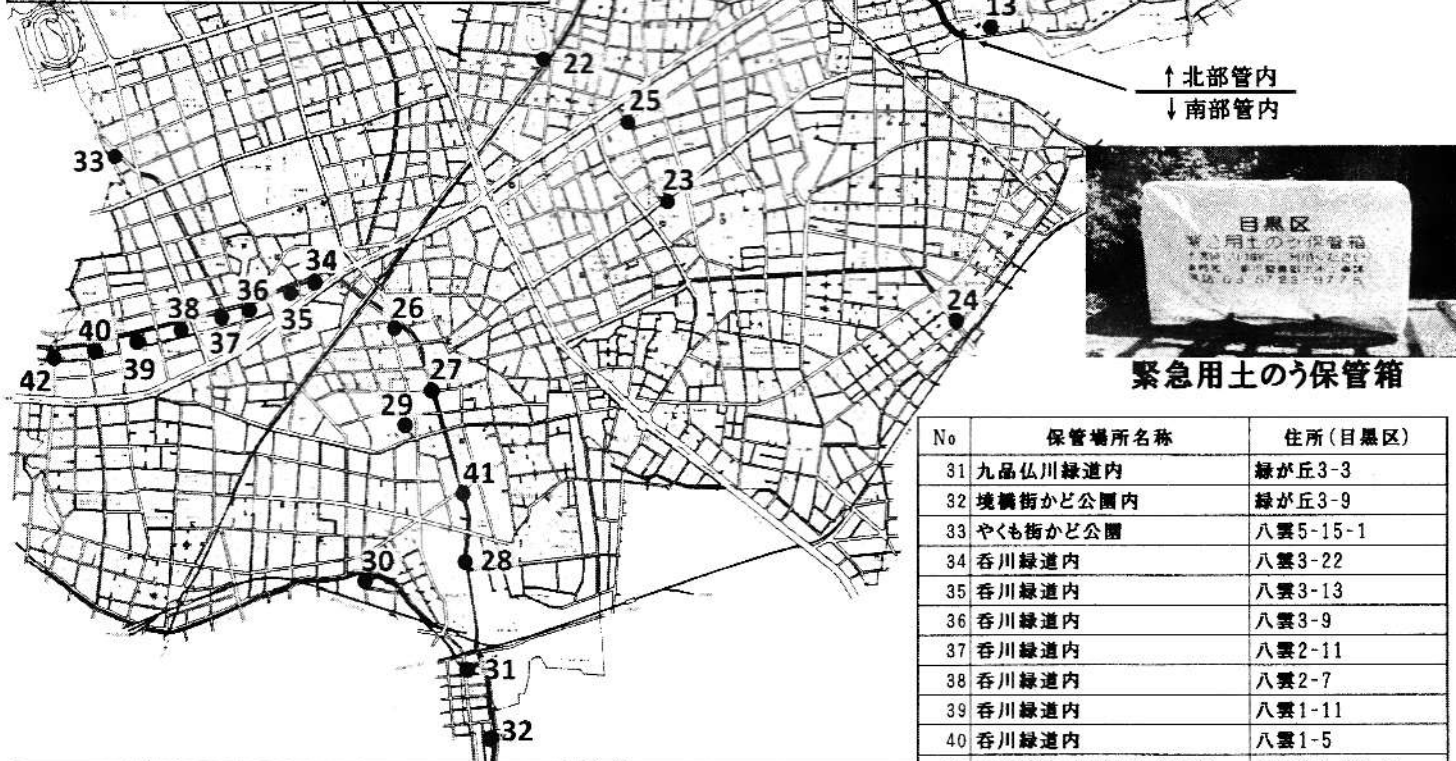 13
22
↑北部管内
↓南部管内
25
33
23
目黒区
緊急用土のう保管箱
34
36
35
38
37
26
24
40
39
42
27
緊急用土のう保管箱
29
41
28
30
31
32
No 保管場所名称 住所(目黒区)
31 九品仏川緑道内 緑が丘3-3
32 境橋街かど公園内 緑が丘3-9
33 やくも街かど公園 八雲5-15-1
34 呑川緑道内 八雲3-22
35 呑川緑道内 八雲3-13
36 呑川緑道内 八雲3-9
37 呑川緑道内 八雲2-11
38 呑川緑道内 八雲2-7
39 呑川緑道内 八雲1-11
40 呑川緑道内 八雲1-5